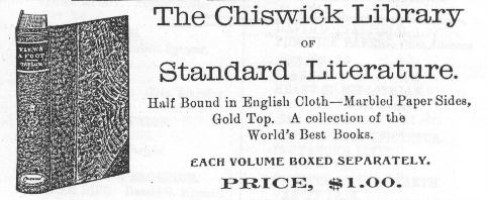 The Chiswick Library
OF
Standard Literature.
Half Bound in English Cloth—Marbled Paper Sides,
Gold Top. A collection of the
World's Best Books.
EACH VOLUME BOXED SEPARATELY.
PRICE, $1.00.